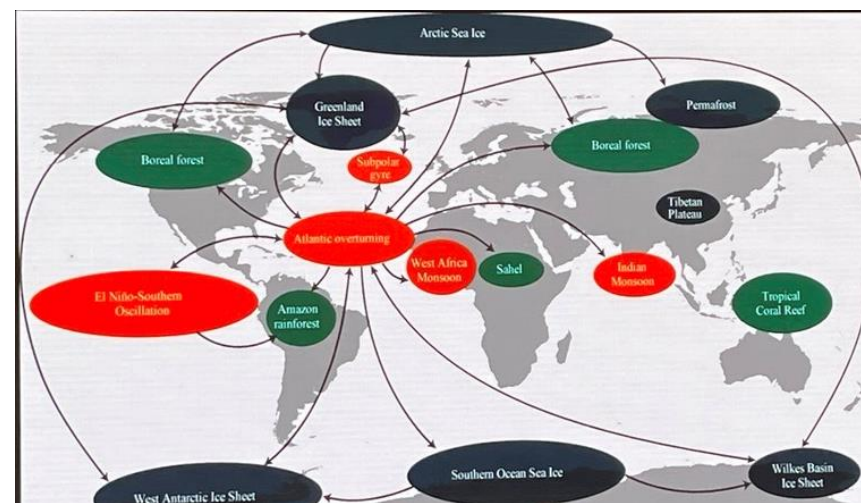 Arctic Sea Ice
Greenland
Ice Sheet
Permafrost
Boreal forest
Subpolar
gyre
Boreal forest
Tibetan
Plateau
Atlantic overturning
West Africa
Monsoon
Sahel
Indian
Monsoon
El Niño-Southern
Oscillation
Amazon
rainforest
Tropical
Coral Reef
West Antarctic Ice Sheet
Southern Ocean Sea Ice
Wilkes Basin
Ice Sheet